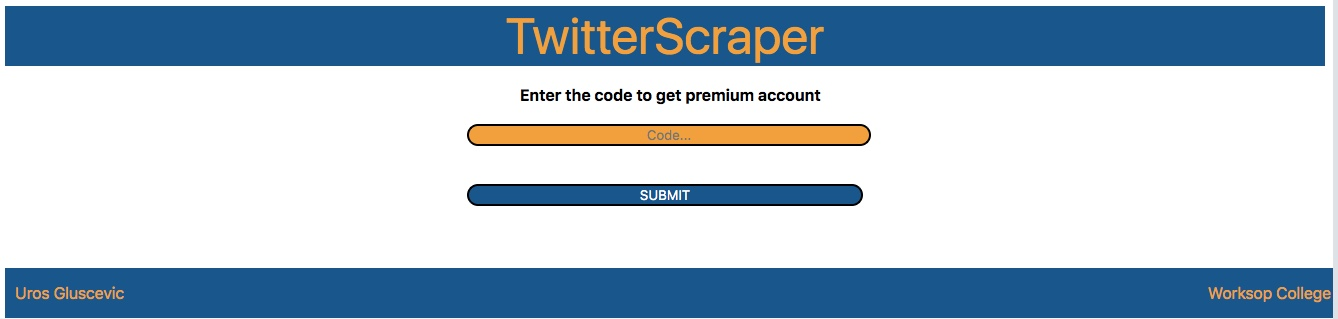 TwitterScraper
Enter the code to get premium account
Code...
SUBMIT
Uros Gluscevic
Worksop College